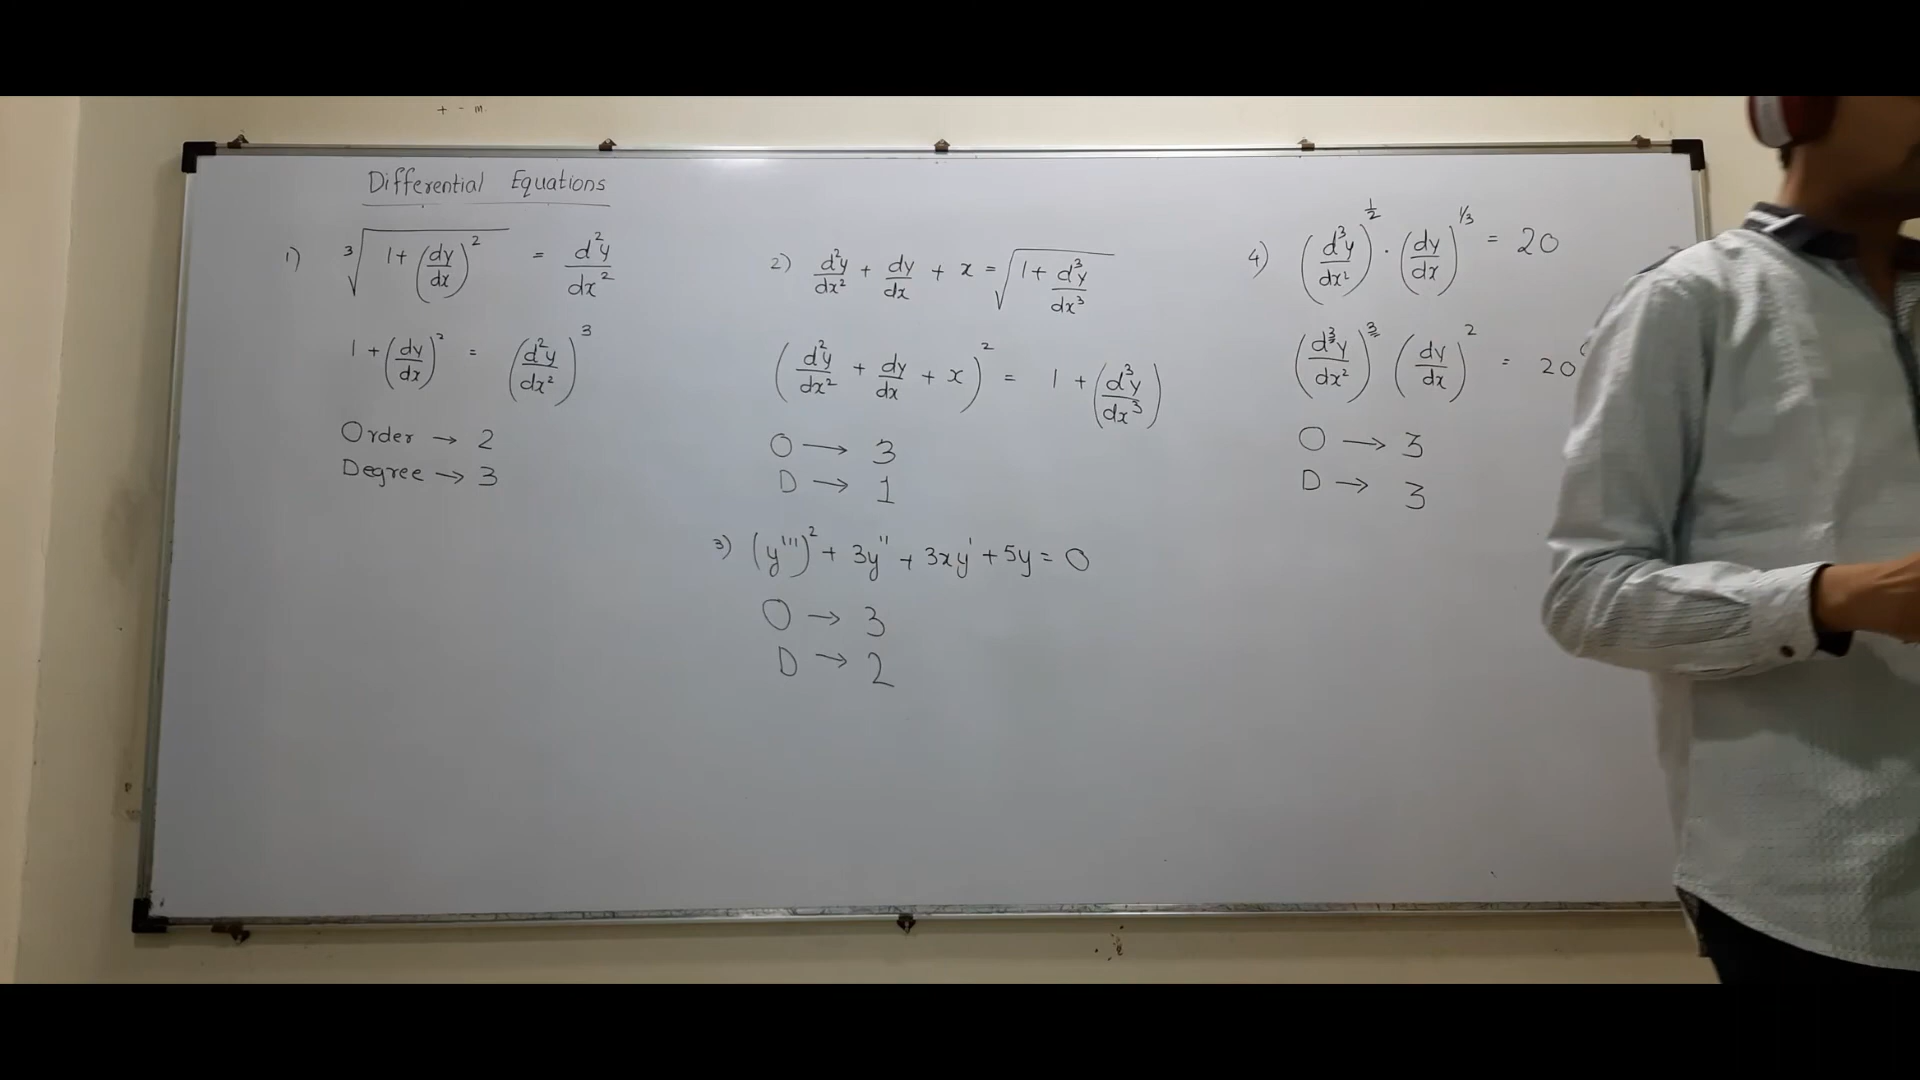 + - m
Differential Equations
1) ∛(1 + (dy/dx)²) = d²y/dx²
1 + (dy/dx)² = (d²y/dx²)³
Order → 2
Degree → 3
2) d²y/dx² + dy/dx + x = √(1 + d³y/dx³)
(d²y/dx² + dy/dx + x)² = 1 + (d³y/dx³)
O → 3
D → 1
3) (y''')² + 3y'' + 3xy' + 5y = 0
O → 3
D → 2
4) (d³y/dx²)^½ · (dy/dx)^1/3 = 20
(d³y/dx²)³ (dy/dx)² = 20
O → 3
D → 3